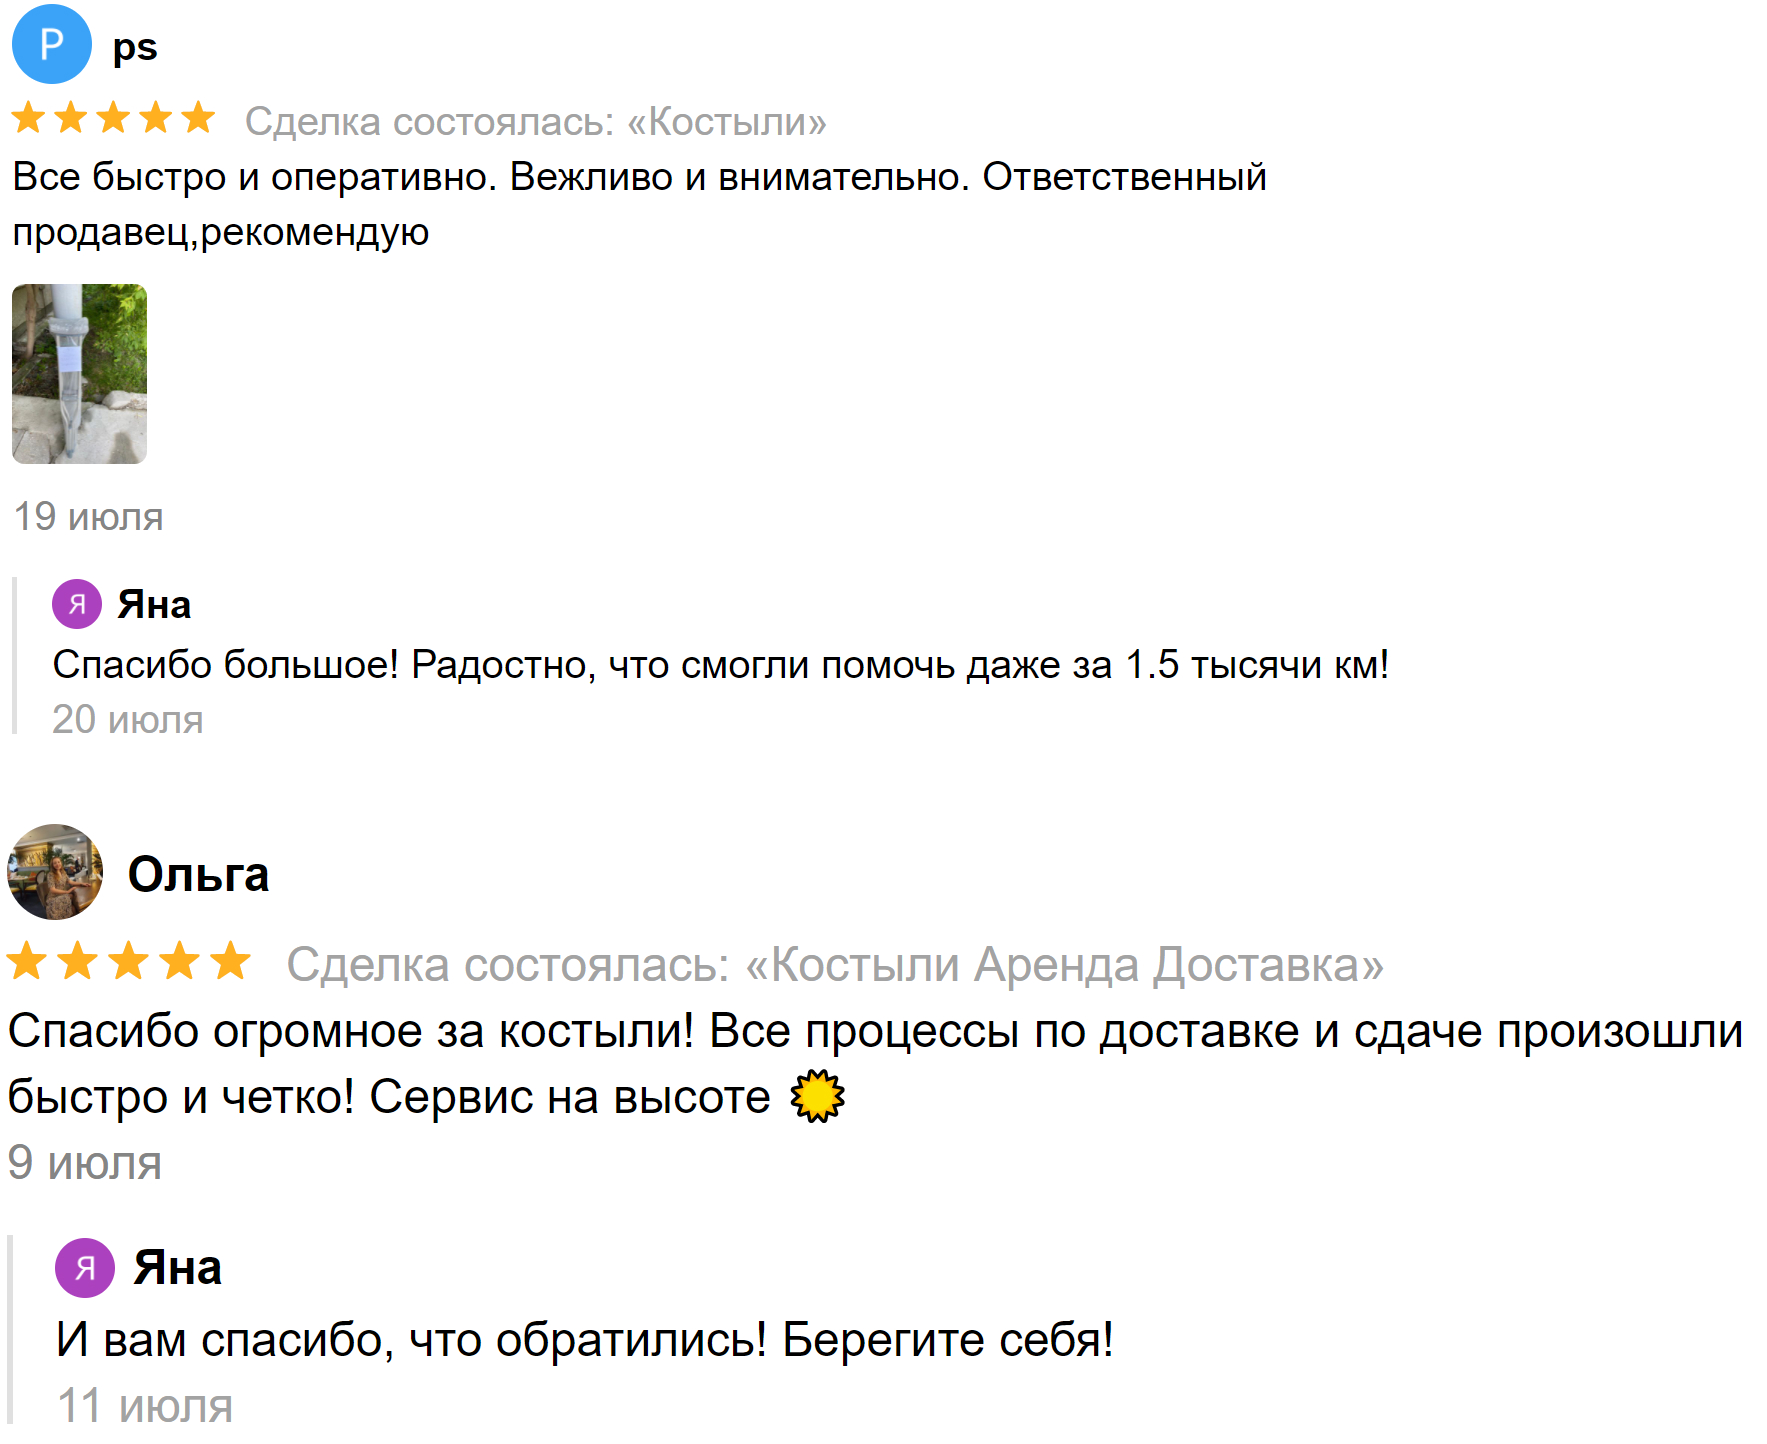 P ps
Сделка состоялась: «Костыли»
Все быстро и оперативно. Вежливо и внимательно. Ответственный
продавец,рекомендую
19 июля
Я Яна
Спасибо большое! Радостно, что смогли помочь даже за 1.5 тысячи км!
20 июля
Ольга
Сделка состоялась: «Костыли Аренда Доставка»
Спасибо огромное за костыли! Все процессы по доставке и сдаче произошли
быстро и четко! Сервис на высоте
9 июля
Я Яна
И вам спасибо, что обратились! Берегите себя!
11 июля